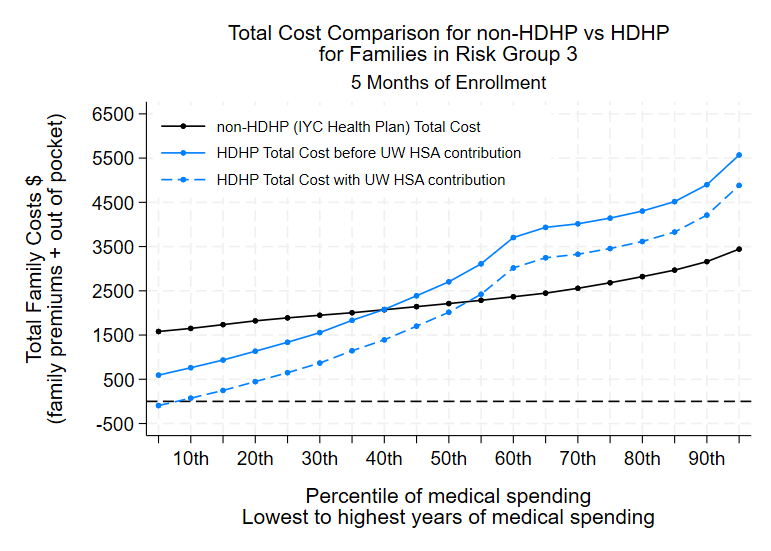 Total Cost Comparison for non-HDHP vs HDHP
for Families in Risk Group 3
5 Months of Enrollment
Total Family Costs $
(family premiums + out of pocket)
6500
5500
4500
3500
2500
1500
500
-500
non-HDHP (IYC Health Plan) Total Cost
HDHP Total Cost before UW HSA contribution
HDHP Total Cost with UW HSA contribution
10th 20th 30th 40th 50th 60th 70th 80th 90th
Percentile of medical spending
Lowest to highest years of medical spending